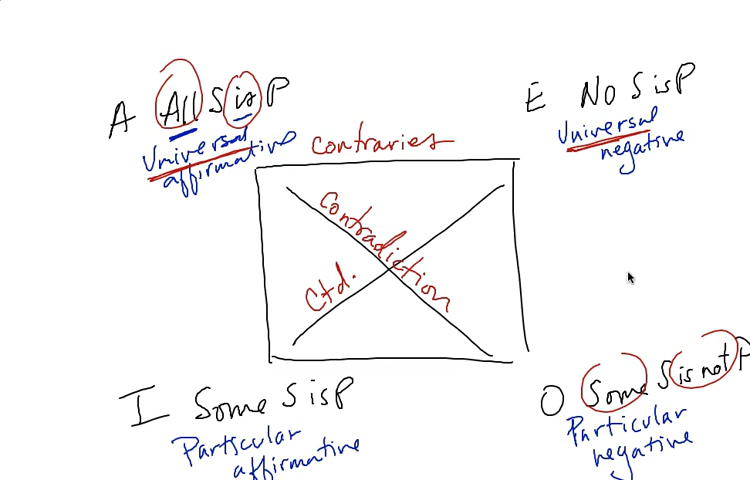 A All S is P
Universal
affirmative
E No S is P
Universal
negative
contraries
contradiction
Ctd.
I Some S is P
Particular
affirmative
O Some S is not P
Particular
negative